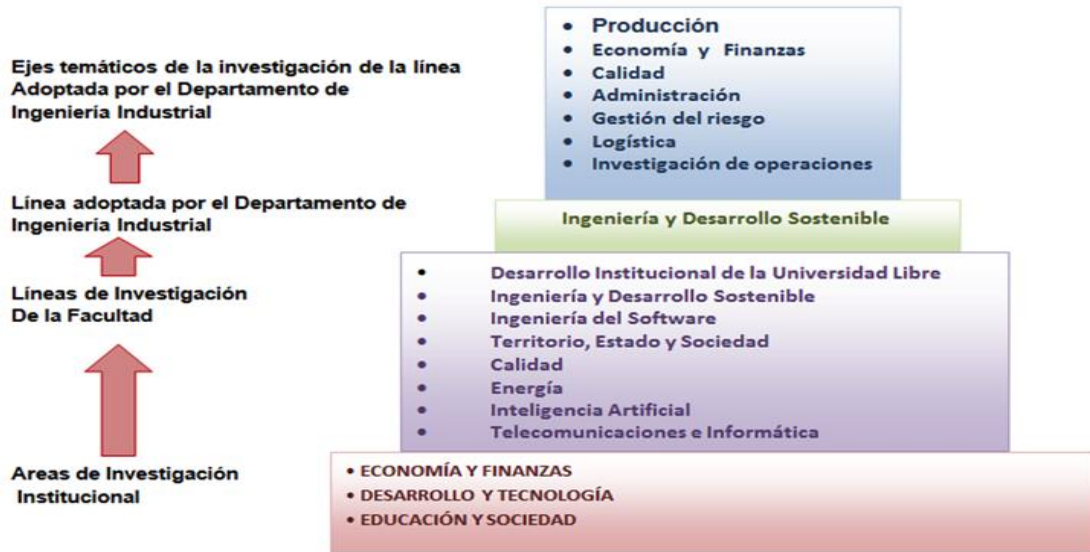 Ejes temáticos de la investigación de la línea
Adoptada por el Departamento de
Ingeniería Industrial
• Producción
• Economía y Finanzas
• Calidad
• Administración
• Gestión del riesgo
• Logística
• Investigación de operaciones
Línea adoptada por el Departamento de
Ingeniería Industrial
Ingeniería y Desarrollo Sostenible
Líneas de Investigación
De la Facultad
• Desarrollo Institucional de la Universidad Libre
• Ingeniería y Desarrollo Sostenible
• Ingeniería del Software
• Territorio, Estado y Sociedad
• Calidad
• Energía
• Inteligencia Artificial
• Telecomunicaciones e Informática
Areas de Investigación
Institucional
• ECONOMÍA Y FINANZAS
• DESARROLLO Y TECNOLOGÍA
• EDUCACIÓN Y SOCIEDAD